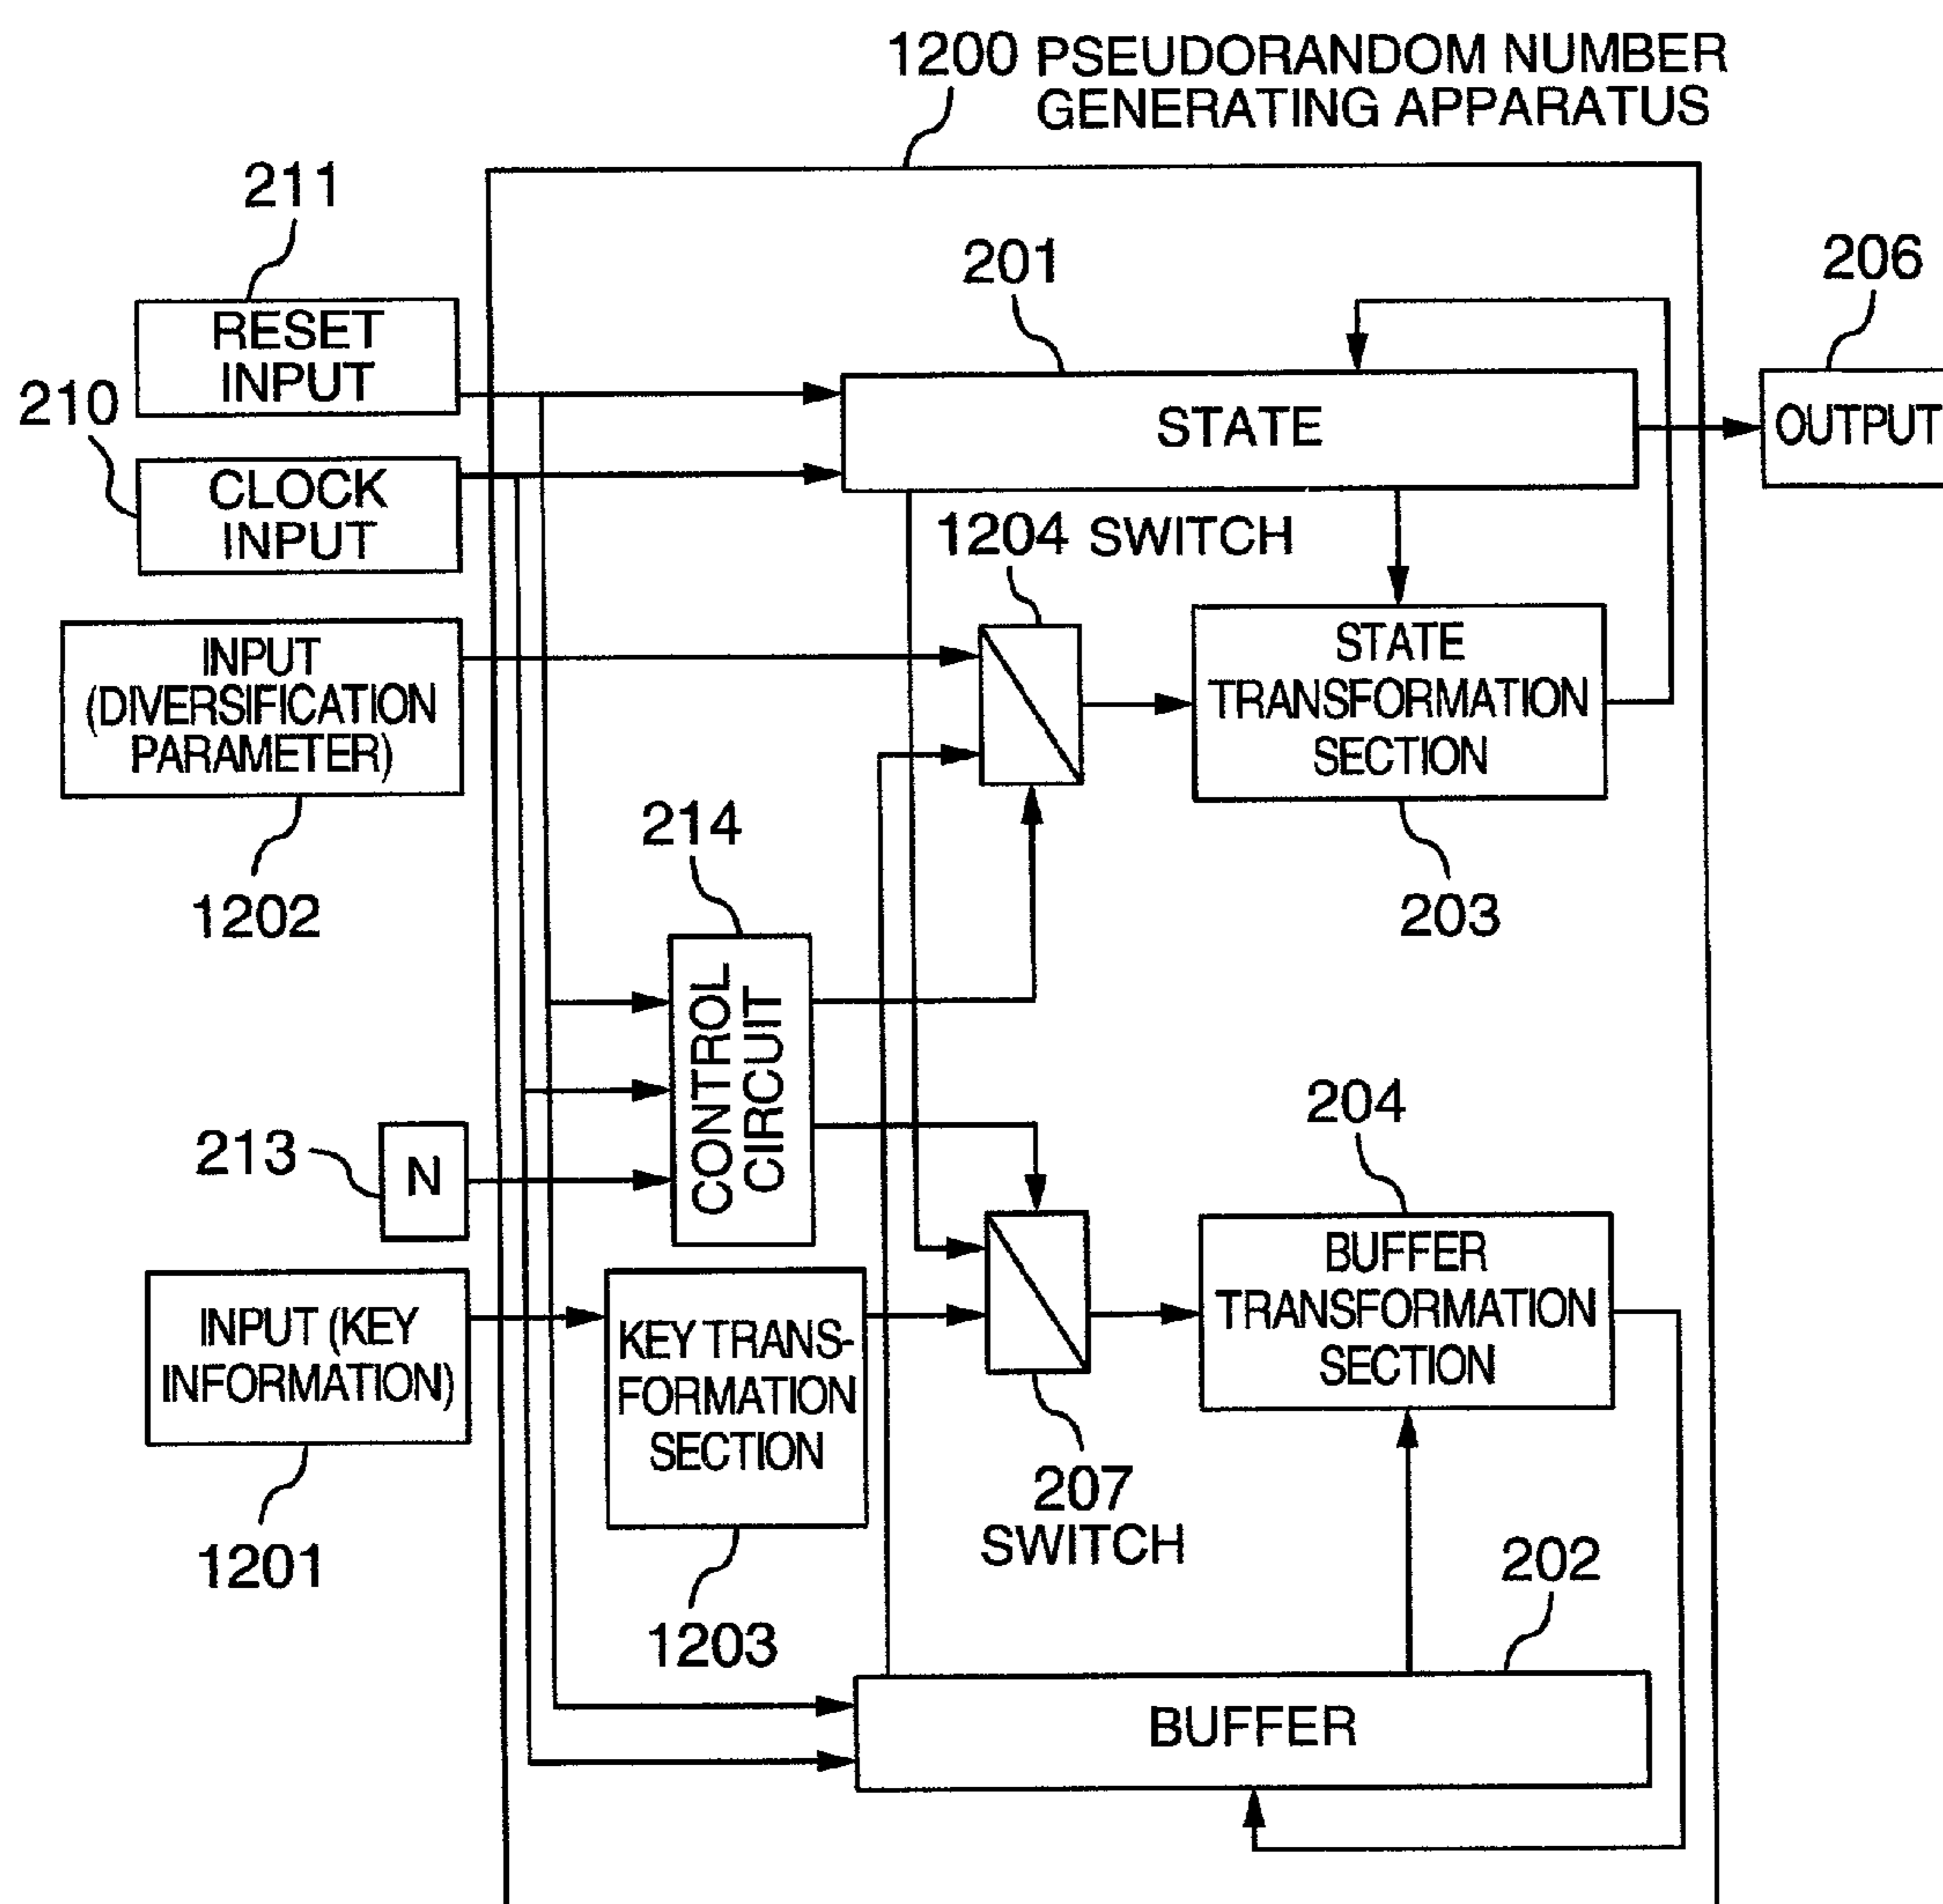 1200 PSEUDORANDOM NUMBER
GENERATING APPARATUS
211
201
206
RESET
INPUT
210
STATE
OUTPUT
CLOCK
INPUT
1204 SWITCH
INPUT
(DIVERSIFICATION
PARAMETER)
STATE
TRANSFORMATION
SECTION
214
1202
203
CONTROL
CIRCUIT
204
213
N
BUFFER
TRANSFORMATION
SECTION
INPUT (KEY
INFORMATION)
KEY TRANS-
FORMATION
SECTION
207
SWITCH
1201
202
1203
BUFFER